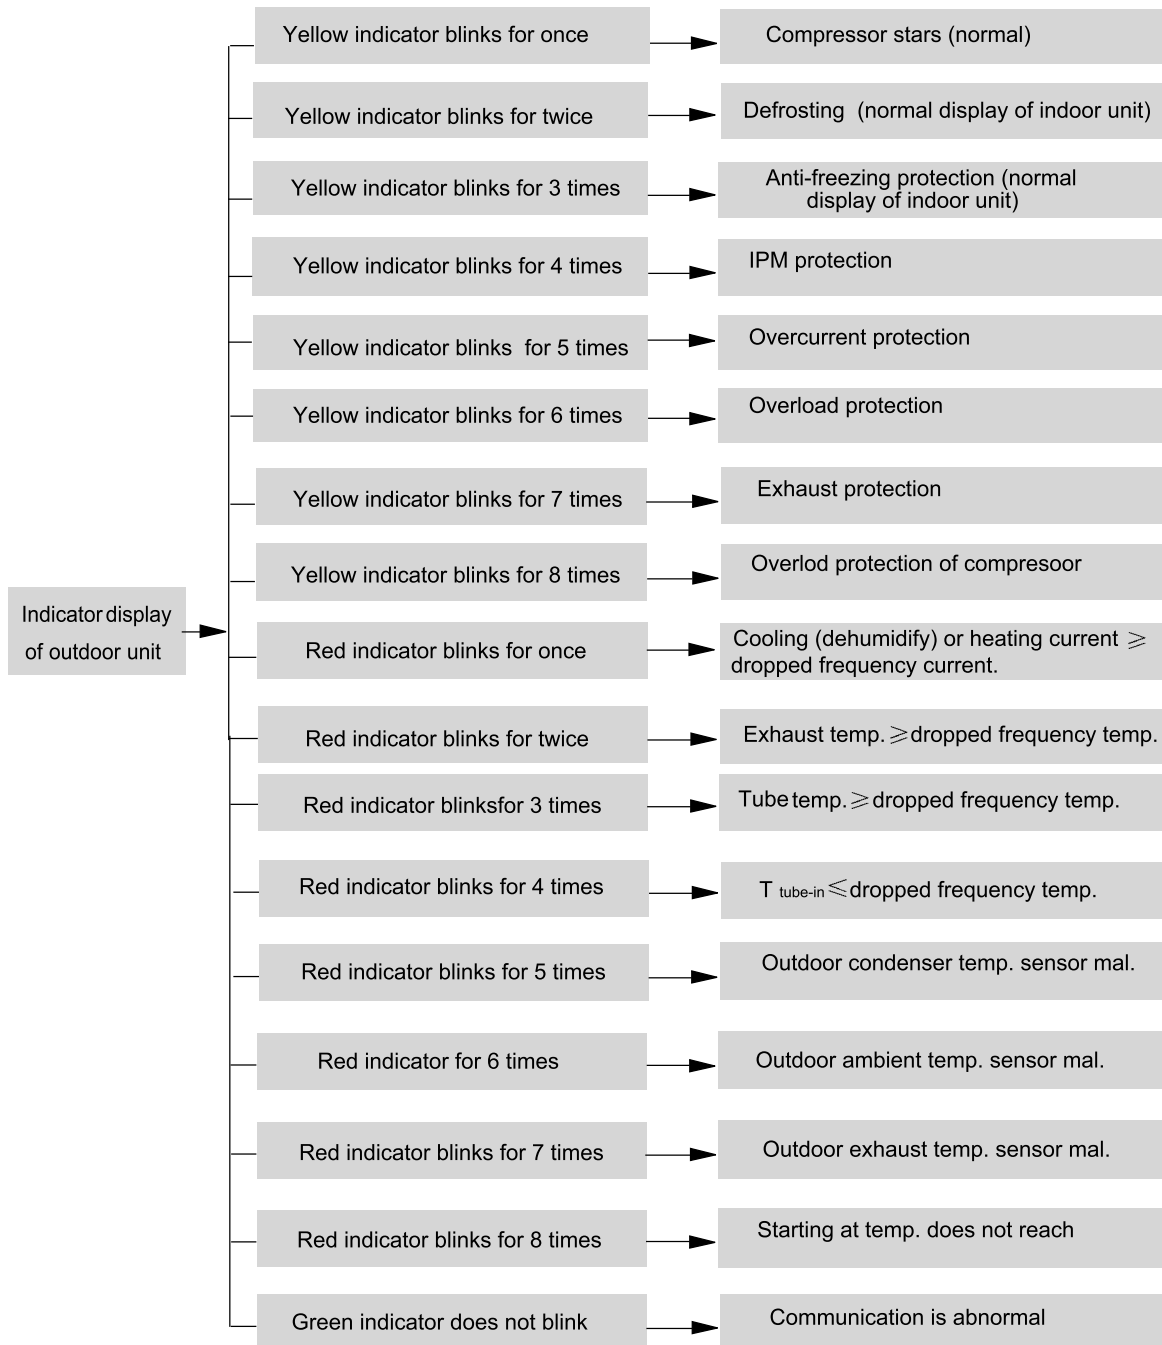 Yellow indicator blinks for once
Compressor stars (normal)
Yellow indicator blinks for twice
Defrosting (normal display of indoor unit)
Yellow indicator blinks for 3 times
Anti-freezing protection (normal
display of indoor unit)
Yellow indicator blinks for 4 times
IPM protection
Yellow indicator blinks for 5 times
Overcurrent protection
Yellow indicator blinks for 6 times
Overload protection
Yellow indicator blinks for 7 times
Exhaust protection
Yellow indicator blinks for 8 times
Overlod protection of compresoor
Indicator display
of outdoor unit
Red indicator blinks for once
Cooling (dehumidify) or heating current ≥
dropped frequency current.
Red indicator blinks for twice
Exhaust temp. ≥ dropped frequency temp.
Red indicator blinksfor 3 times
Tube temp. ≥ dropped frequency temp.
Red indicator blinks for 4 times
T tube-in ≤ dropped frequency temp.
Red indicator blinks for 5 times
Outdoor condenser temp. sensor mal.
Red indicator for 6 times
Outdoor ambient temp. sensor mal.
Red indicator blinks for 7 times
Outdoor exhaust temp. sensor mal.
Red indicator blinks for 8 times
Starting at temp. does not reach
Green indicator does not blink
Communication is abnormal